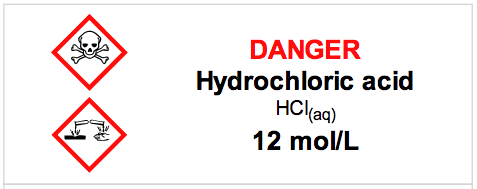 DANGER
Hydrochloric acid
HCl(aq)
12 mol/L